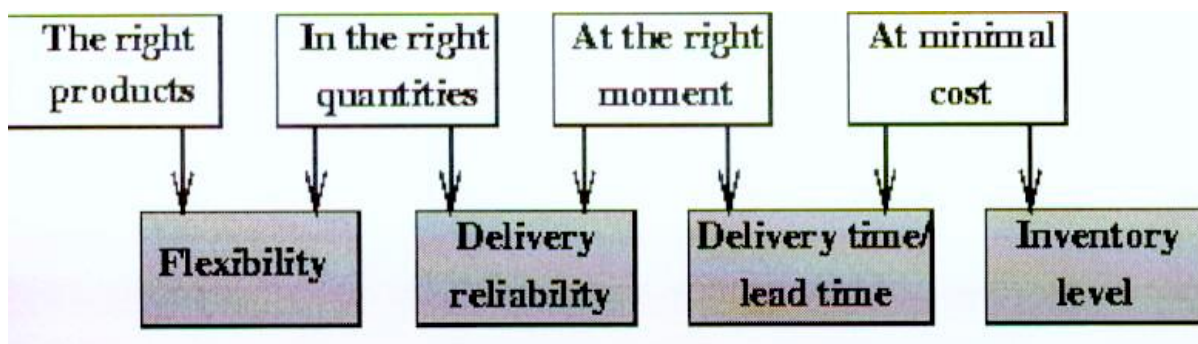 The right
products
In the right
quantities
At the right
moment
At minimal
cost
Flexibility
Delivery
reliability
Delivery time/
lead time
Inventory
level